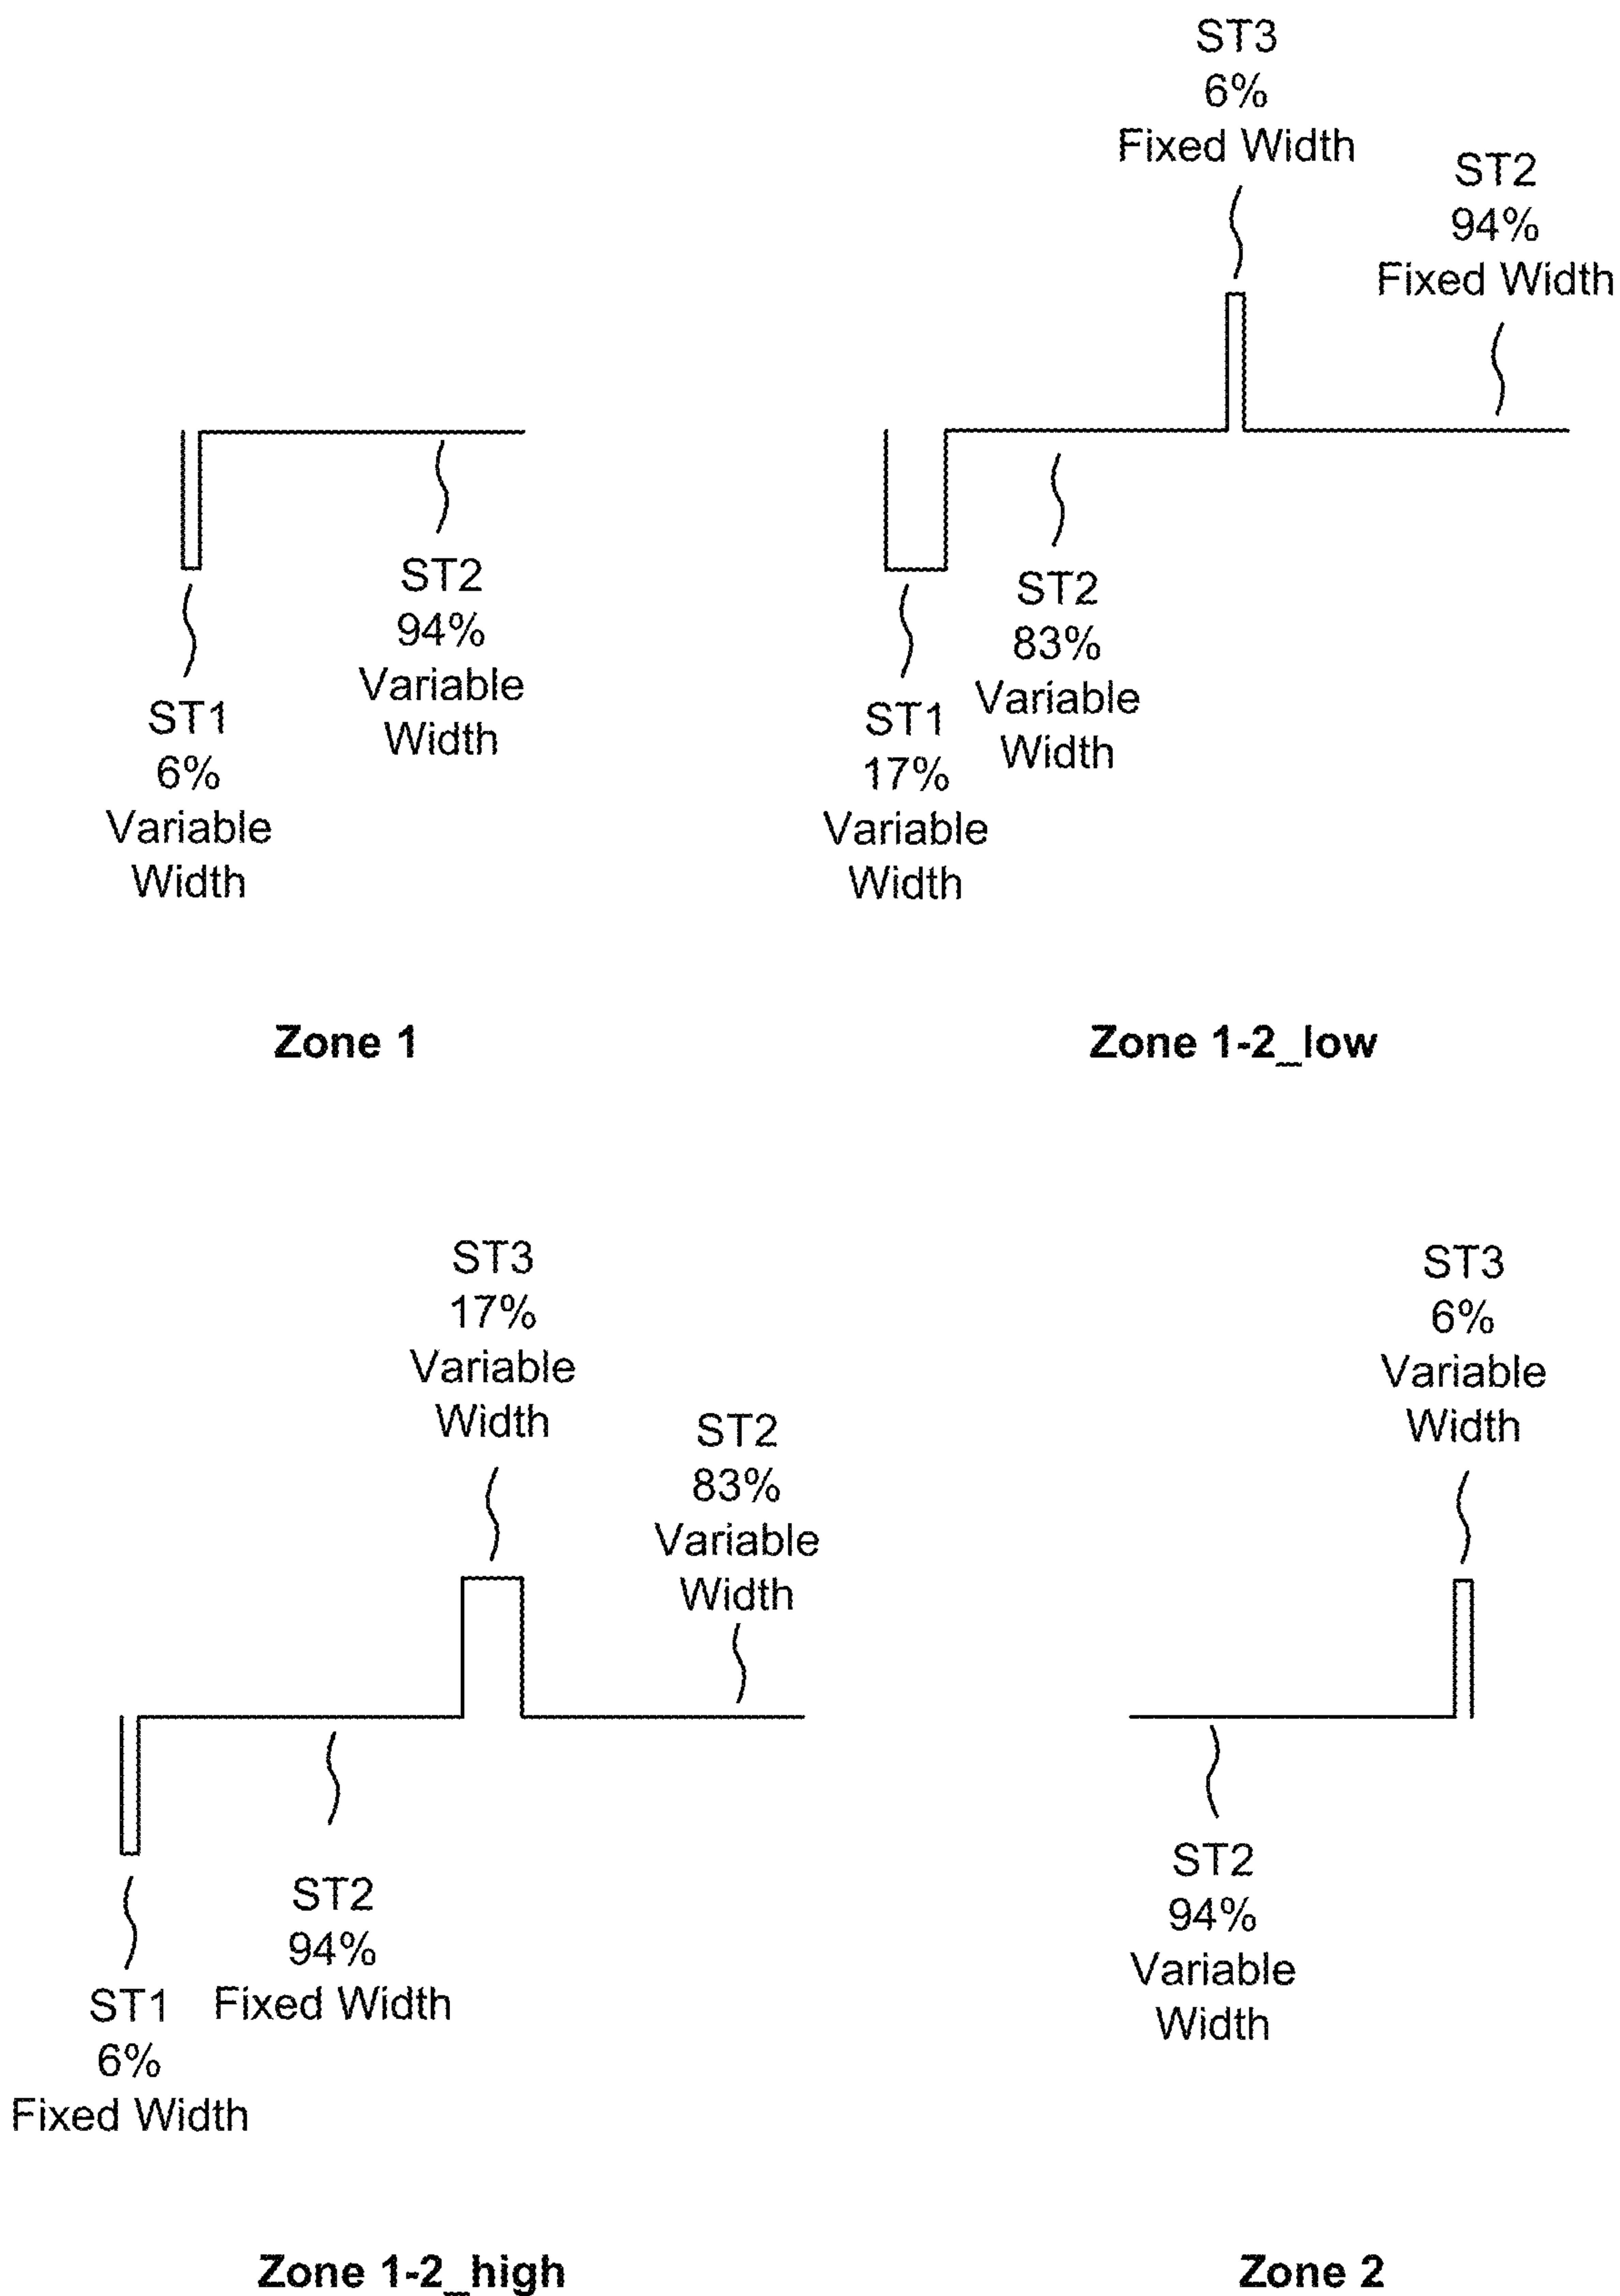 ST3
6%
Fixed Width
ST2
94%
Fixed Width
ST2
94%
Variable
Width
ST1
6%
Variable
Width
ST2
83%
Variable
Width
ST1
17%
Variable
Width
Zone 1
Zone 1-2_low
ST3
17%
Variable
Width
ST2
83%
Variable
Width
ST3
6%
Variable
Width
ST2
94%
Fixed Width
ST1
6%
Fixed Width
ST2
94%
Variable
Width
Zone 1-2_high
Zone 2